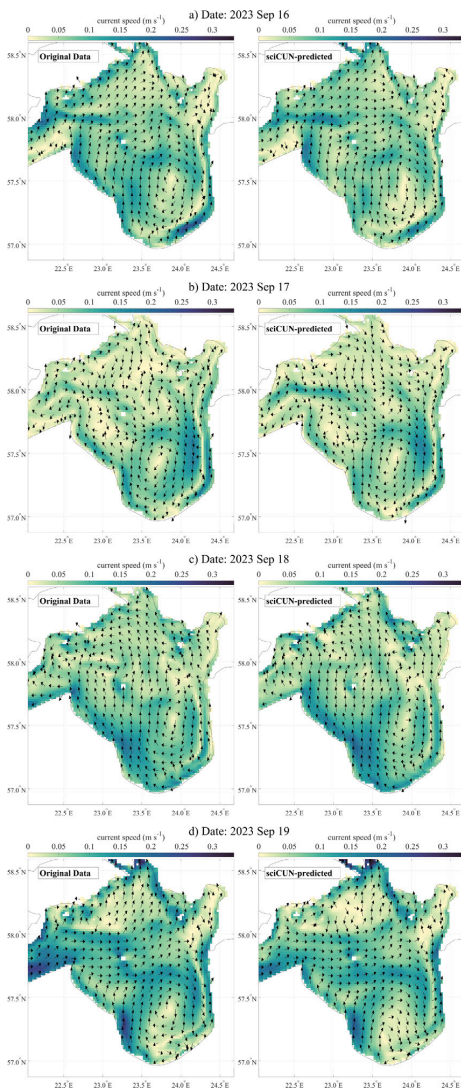 a) Date: 2023 Sep 16
current speed (m s⁻¹) current speed (m s⁻¹)
0 0.05 0.1 0.15 0.2 0.25 0.3 0 0.05 0.1 0.15 0.2 0.25 0.3
58.5°N
Original Data sciCUN-predicted
58.0°N
57.5°N
57.0°N
22.5°E 23.0°E 23.5°E 24.0°E 24.5°E 22.5°E 23.0°E 23.5°E 24.0°E 24.5°E
b) Date: 2023 Sep 17
current speed (m s⁻¹) current speed (m s⁻¹)
0 0.05 0.1 0.15 0.2 0.25 0.3 0 0.05 0.1 0.15 0.2 0.25 0.3
58.5°N
Original Data sciCUN-predicted
58.0°N
57.5°N
57.0°N
22.5°E 23.0°E 23.5°E 24.0°E 24.5°E 22.5°E 23.0°E 23.5°E 24.0°E 24.5°E
c) Date: 2023 Sep 18
current speed (m s⁻¹) current speed (m s⁻¹)
0 0.05 0.1 0.15 0.2 0.25 0.3 0 0.05 0.1 0.15 0.2 0.25 0.3
58.5°N
Original Data sciCUN-predicted
58.0°N
57.5°N
57.0°N
22.5°E 23.0°E 23.5°E 24.0°E 24.5°E 22.5°E 23.0°E 23.5°E 24.0°E 24.5°E
d) Date: 2023 Sep 19
current speed (m s⁻¹) current speed (m s⁻¹)
0 0.05 0.1 0.15 0.2 0.25 0.3 0 0.05 0.1 0.15 0.2 0.25 0.3
58.5°N
Original Data sciCUN-predicted
58.0°N
57.5°N
57.0°N
22.5°E 23.0°E 23.5°E 24.0°E 24.5°E 22.5°E 23.0°E 23.5°E 24.0°E 24.5°E